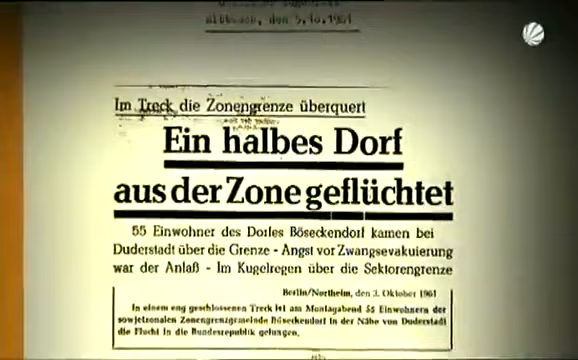 Mittwoch, den 5.10.1961
Im Treck die Zonengrenze überquert
Ein halbes Dorf
aus der Zone geflüchtet
55 Einwohner des Dorfes Böseckendorf kamen bei
Duderstadt über die Grenze - Angst vor Zwangsevakuierung
war der Anlaß - Im Kugelregen über die Sektorengrenze
Berlin/Northeim, den 3. Oktober 1961
In einem eng geschlossenen Treck ist am Montagabend 55 Einwohnern der
sowjetzonalen Zonengrenzgemeinde Böseckendorf in der Nähe von Duderstadt
die Flucht in die Bundesrepublik gelungen.